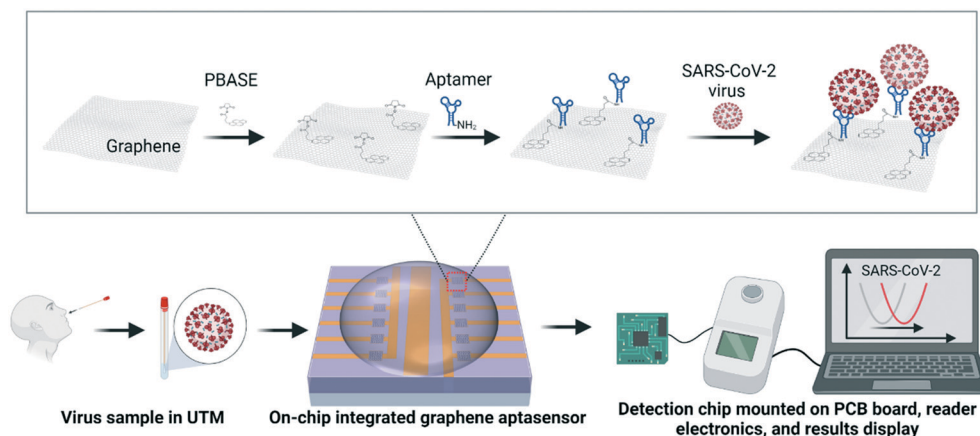 PBASE
Aptamer
SARS-CoV-2
virus
NH₂
Graphene
SARS-CoV-2
Virus sample in UTM
On-chip integrated graphene aptasensor
Detection chip mounted on PCB board, reader
electronics, and results display